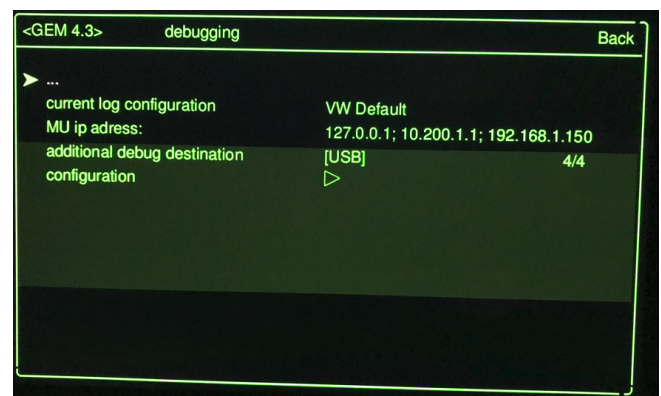 <GEM 4.3> debugging Back
...
current log configuration VW Default
MU ip adress: 127.0.0.1; 10.200.1.1; 192.168.1.150
additional debug destination [USB] 4/4
configuration